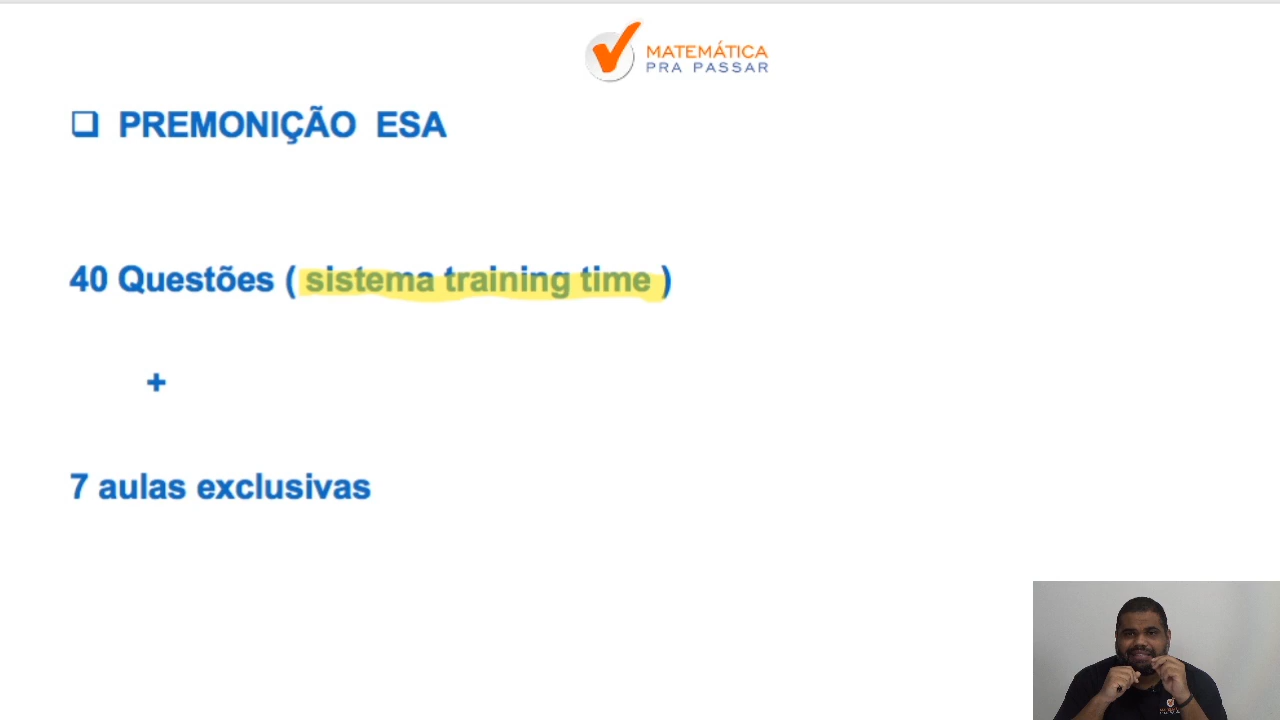 MATEMÁTICA
PRA PASSAR
PREMONIÇÃO ESA
40 Questões ( sistema training time )
+
7 aulas exclusivas